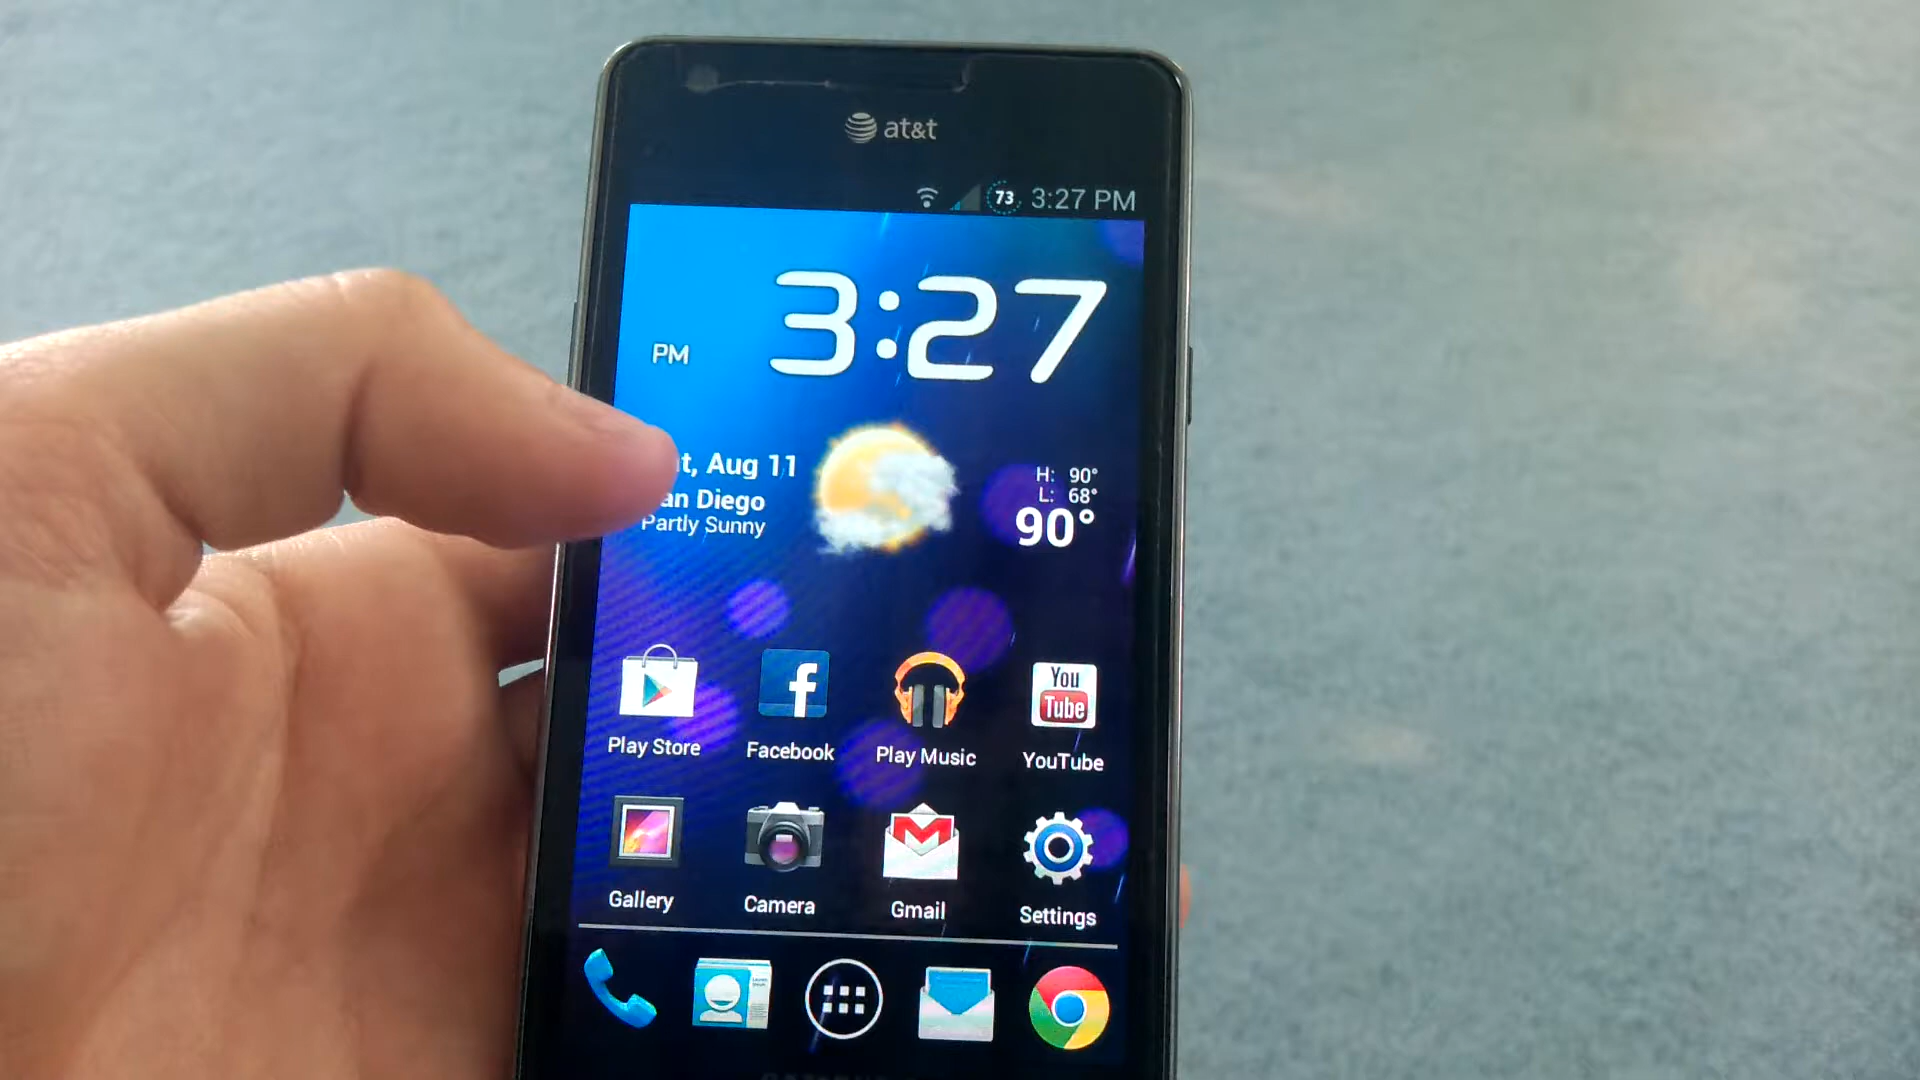 at&t
73 3:27 PM
3:27
PM
t, Aug 11
an Diego
Partly Sunny
H: 90°
L: 68°
90°
You
Tube
Play Store
Facebook
Play Music
YouTube
Gallery
Camera
Gmail
Settings